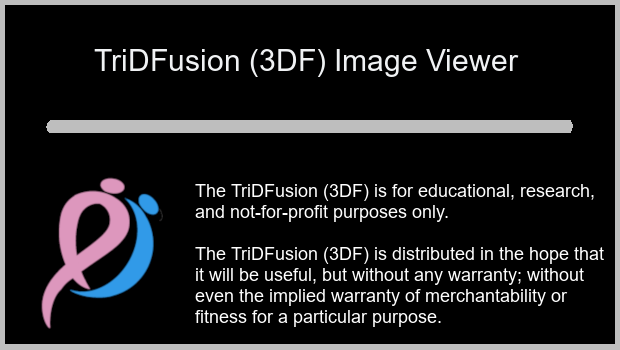 TriDFusion (3DF) Image Viewer
The TriDFusion (3DF) is for educational, research,
and not-for-profit purposes only.
The TriDFusion (3DF) is distributed in the hope that
it will be useful, but without any warranty; without
even the implied warranty of merchantability or
fitness for a particular purpose.